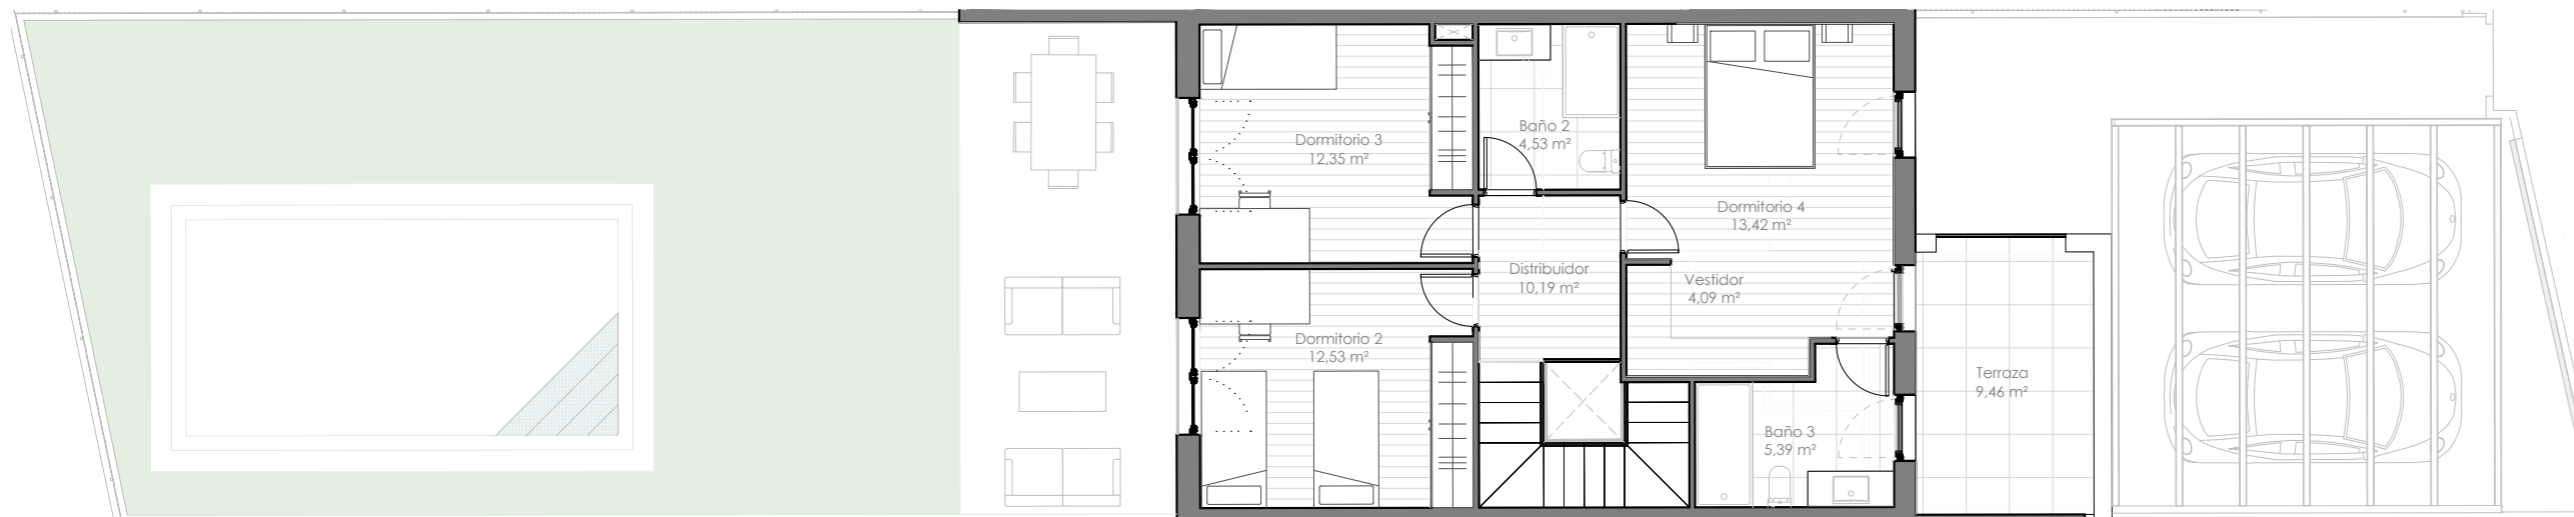 Dormitorio 3
12,35 m²
Baño 2
4,53 m²
Dormitorio 4
13,42 m²
Distribuidor
10,19 m²
Vestidor
4,09 m²
Dormitorio 2
12,53 m²
Baño 3
5,39 m²
Terraza
9,46 m²